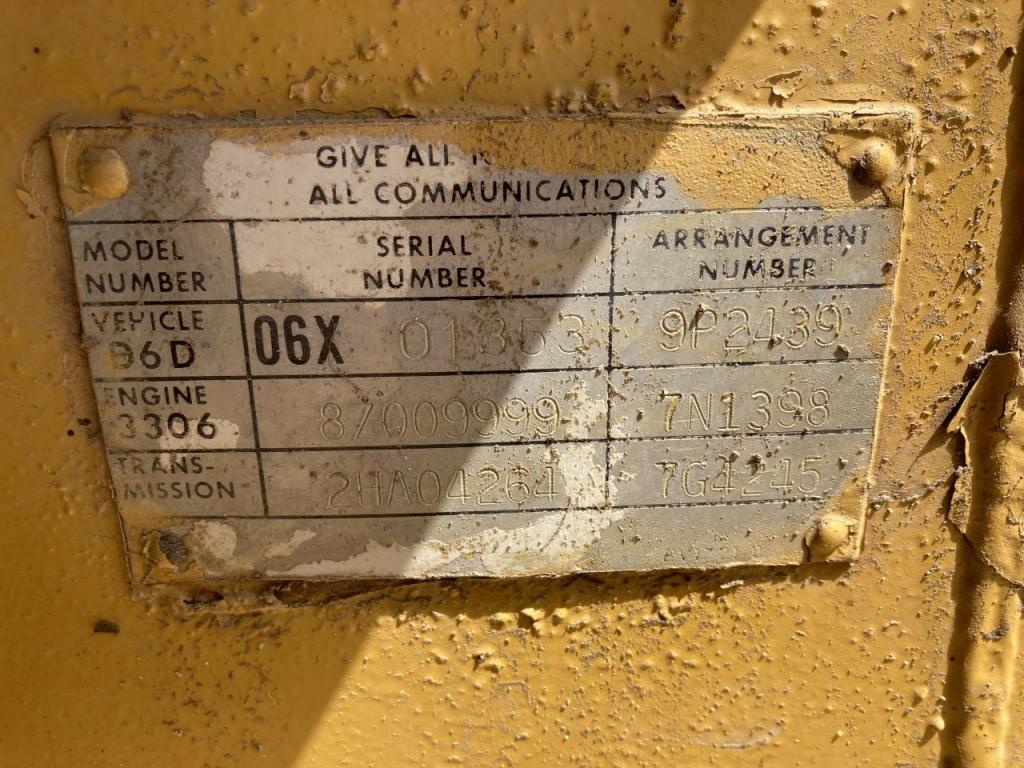 GIVE ALL
ALL COMMUNICATIONS
MODEL NUMBER
SERIAL NUMBER
ARRANGEMENT NUMBER
VEHICLE D6D
06X 01353
9P2439
ENGINE 3306
87009999
7N1398
TRANS-MISSION
2HA04264
7G4245